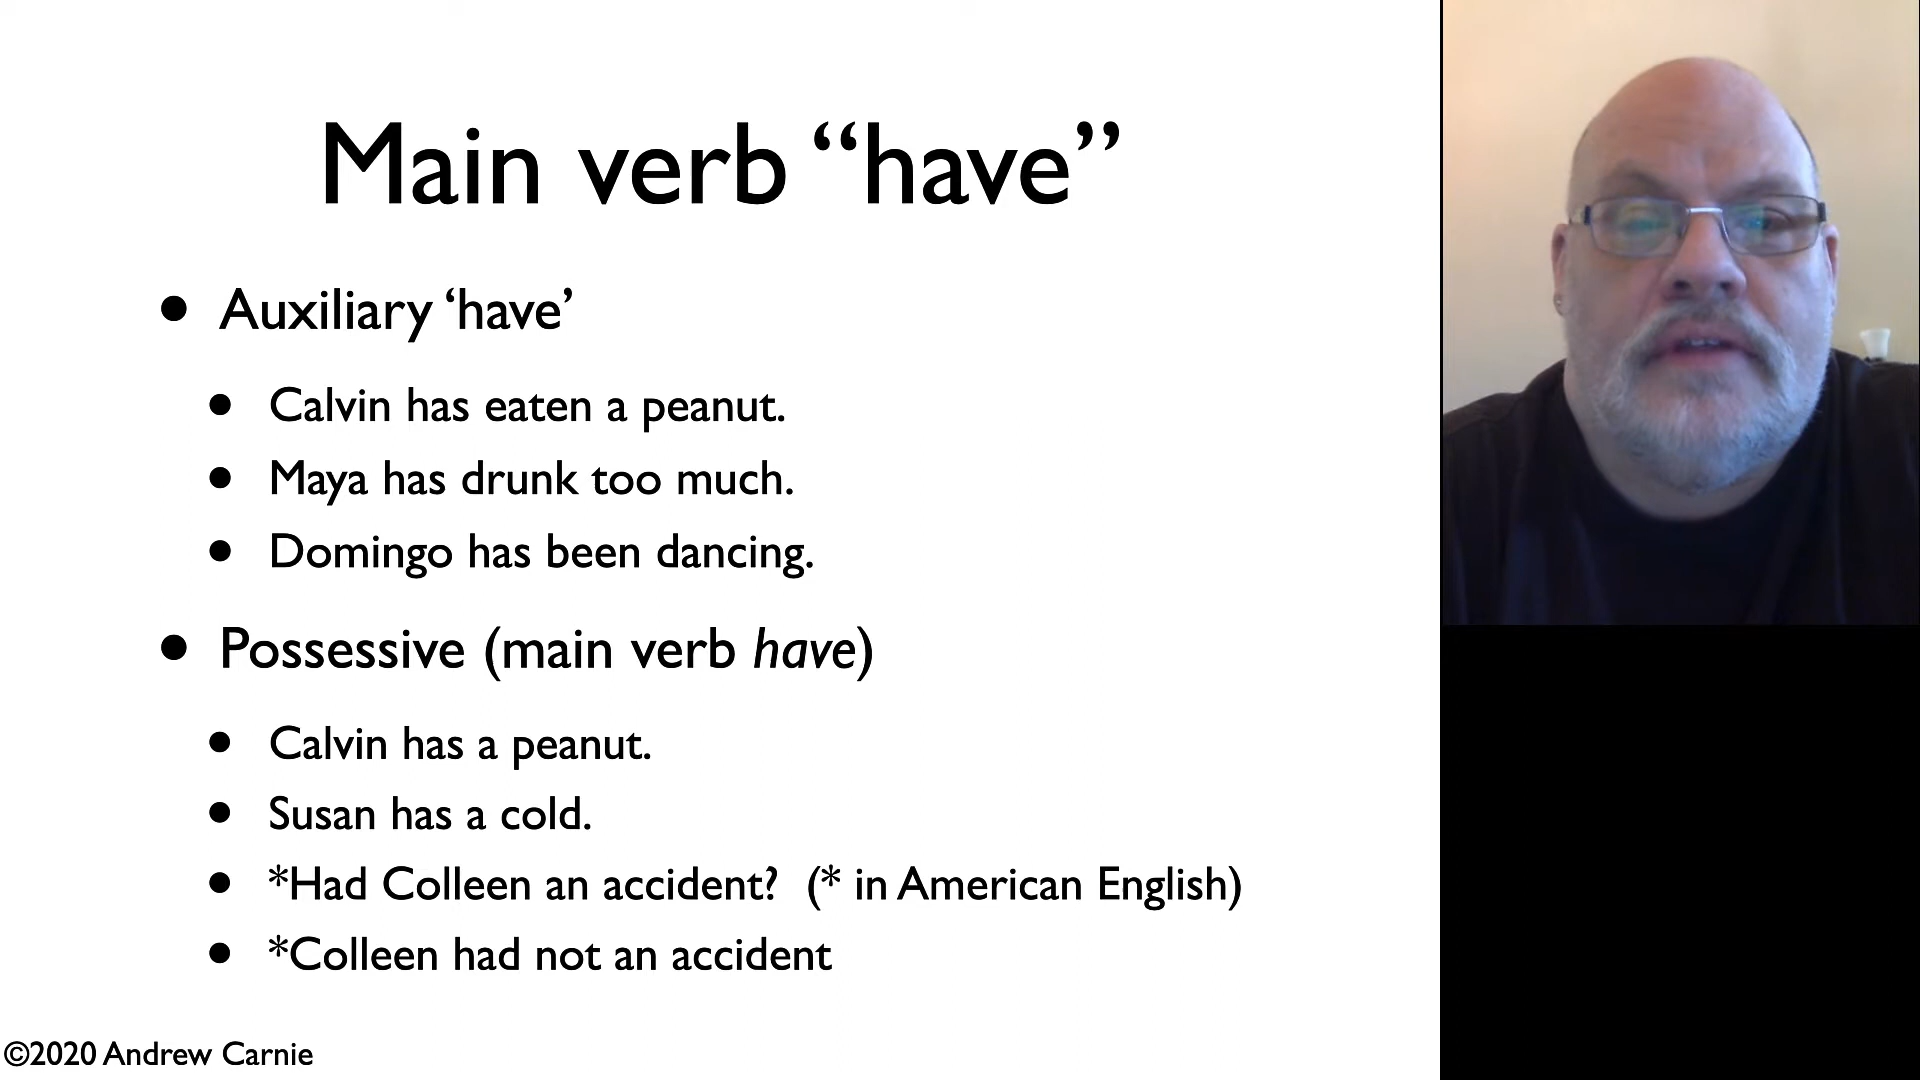 Main verb “have”
• Auxiliary ‘have’
• Calvin has eaten a peanut.
• Maya has drunk too much.
• Domingo has been dancing.
• Possessive (main verb have)
• Calvin has a peanut.
• Susan has a cold.
• *Had Colleen an accident? (* in American English)
• *Colleen had not an accident
©2020 Andrew Carnie